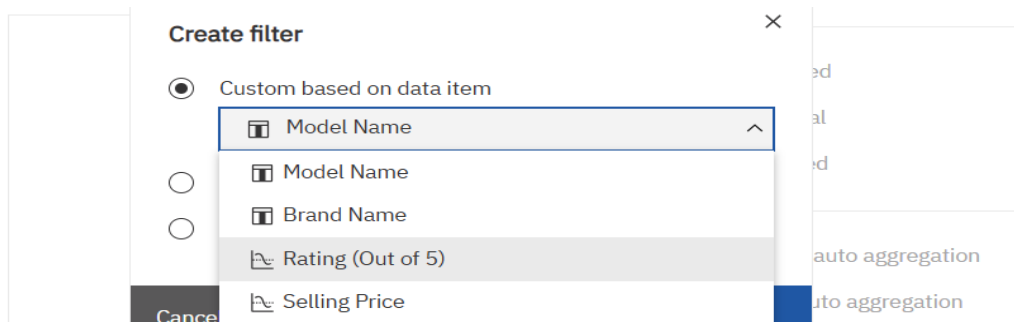 Create filter
Custom based on data item
ed
Model Name
al
Model Name
ed
Brand Name
Rating (Out of 5)
auto aggregation
Selling Price
uto aggregation
Cance